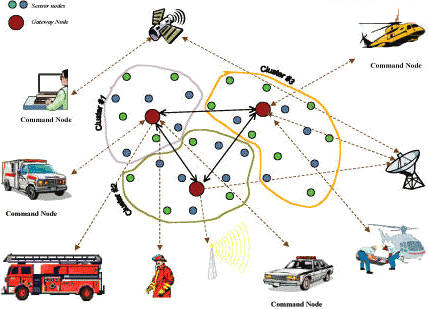 Sensor nodes
Gateway Node
Command Node
Cluster #1
Cluster #3
Command Node
Cluster #2
Command Node
Command Node